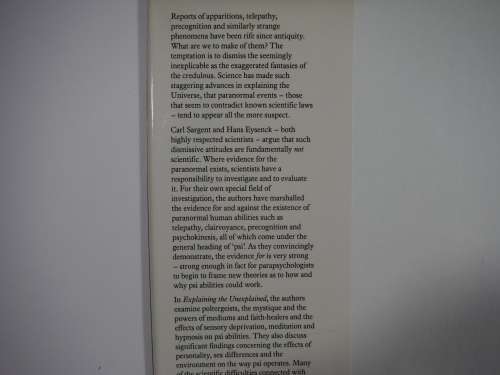 Reports of apparitions, telepathy,
precognition and similarly strange
phenomena have been rife since antiquity.
What are we to make of them? The
temptation is to dismiss the seemingly
inexplicable as the exaggerated fantasies
of the credulous. Science has made such
staggering advances in explaining the
Universe, that paranormal events – those
that seem to contradict known scientific laws
– tend to appear all the more suspect.
Carl Sargent and Hans Eysenck – both
highly respected scientists – argue that such
dismissive attitudes are fundamentally not
scientific. Where evidence for the
paranormal exists, scientists have a
responsibility to investigate and to evaluate
it. For their own special field of
investigation, the authors have marshalled
the evidence for and against the existence of
paranormal human abilities such as
telepathy, clairvoyance, precognition and
psychokinesis, all of which come under the
general heading of 'psi'. As they convincingly
demonstrate, the evidence for is very strong
– strong enough in fact for parapsychologists
to begin to frame new theories as to how and
why psi abilities could work.
In Explaining the Unexplained, the authors
examine poltergeists, the mystique and the
powers of mediums and faith-healers and the
effects of sensory deprivation, meditation and
hypnosis on psi abilities. They also discuss
significant findings concerning the effects of
personality, sex differences and the
environment on the way psi operates. Many
of the scientific difficulties connected with